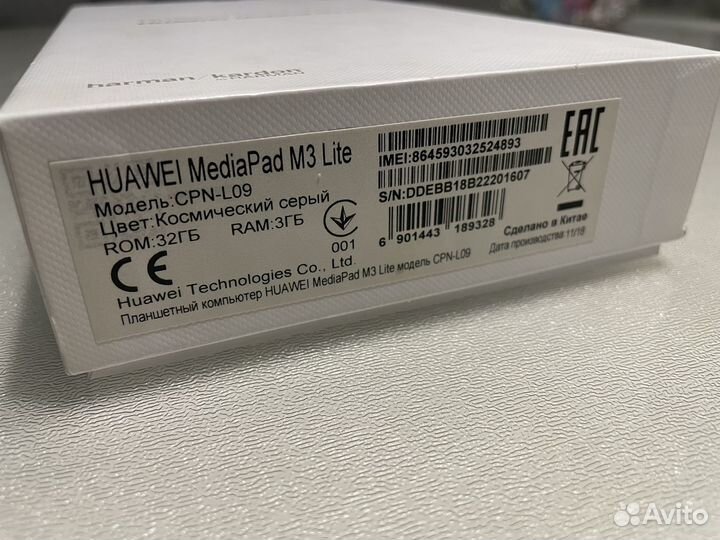 harman/kardon
HUAWEI MediaPad M3 Lite
Модель:CPN-L09
Цвет:Космический серый
ROM:32ГБ RAM:3ГБ
001
CE
Huawei Technologies Co., Ltd.
Планшетный компьютер HUAWEI MediaPad M3 Lite модель CPN-L09
IMEI:864593032524893
S/N:DDEBB18B22201607
6 901443 189328
EAC
Сделано в Китае
Дата производства 11/18
Avito